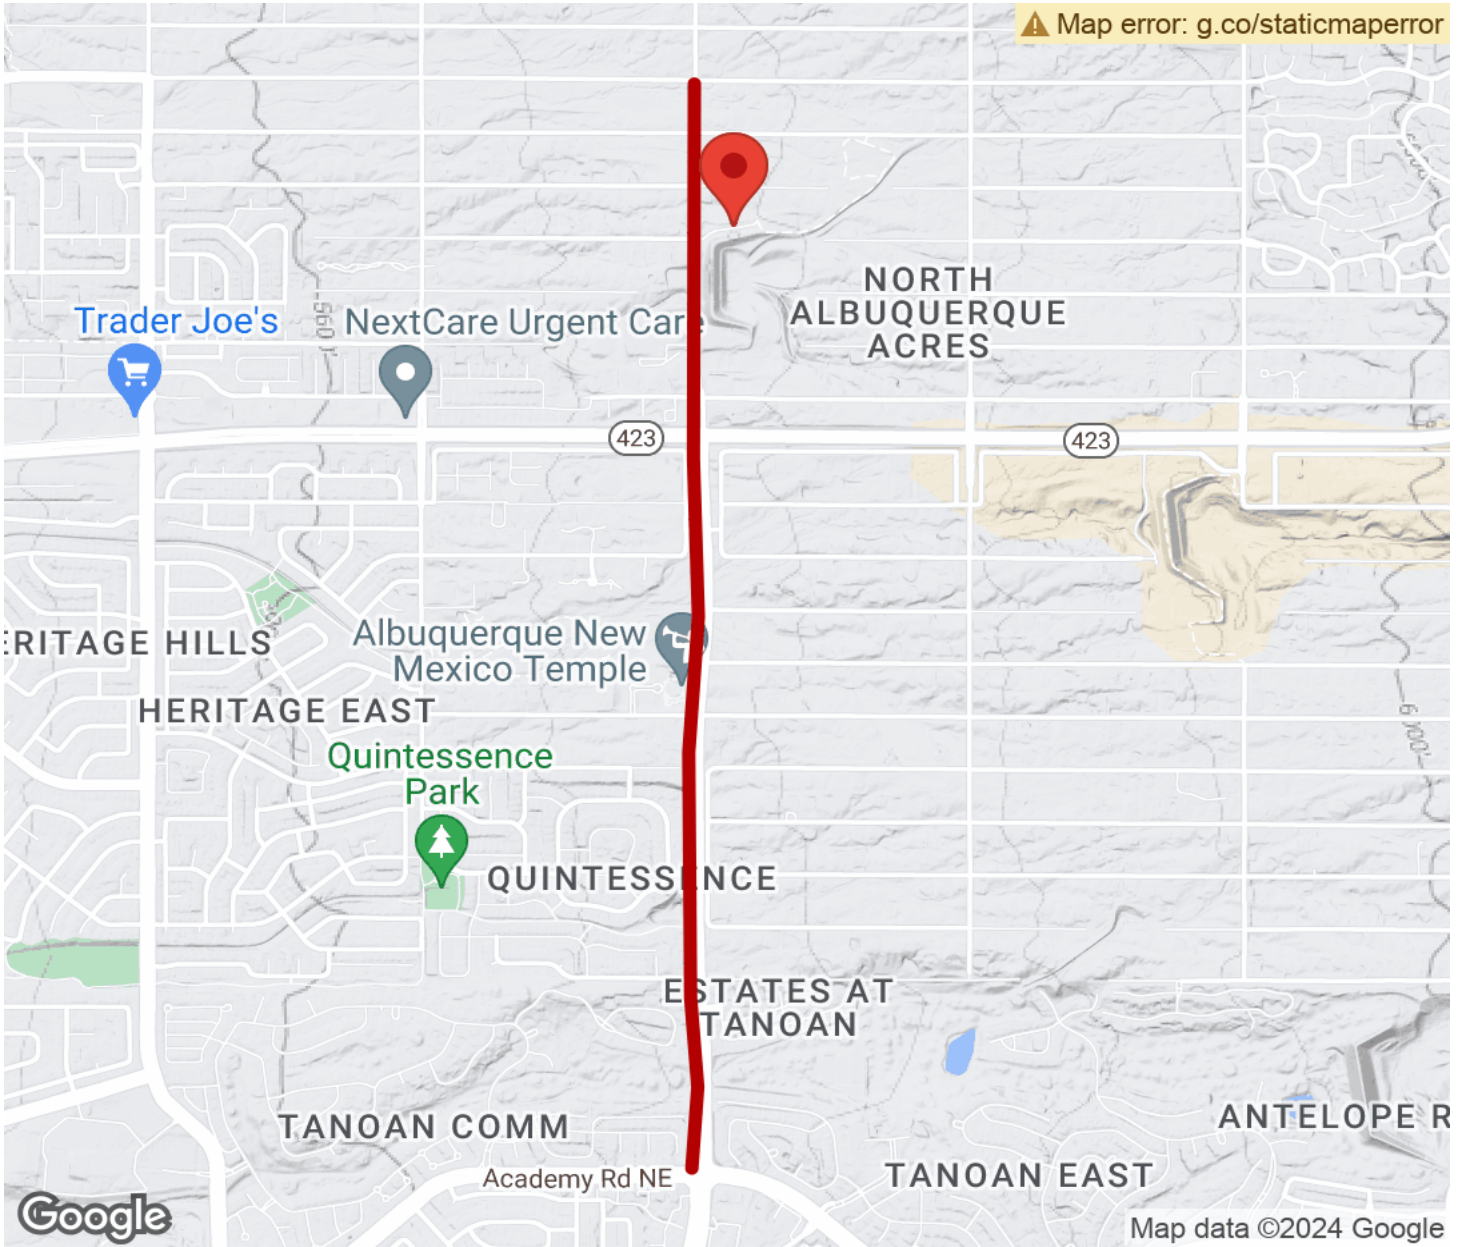 Map error: g.co/staticmaperror
NORTH
ALBUQUERQUE
ACRES
Trader Joe's
NextCare Urgent Care
423
423
ERITAGE HILLS
Albuquerque New
Mexico Temple
HERITAGE EAST
Quintessence
Park
QUINTESSENCE
ESTATES AT
TANOAN
TANOAN COMM
ANTELOPE R
Academy Rd NE
TANOAN EAST
Google
Map data ©2024 Google